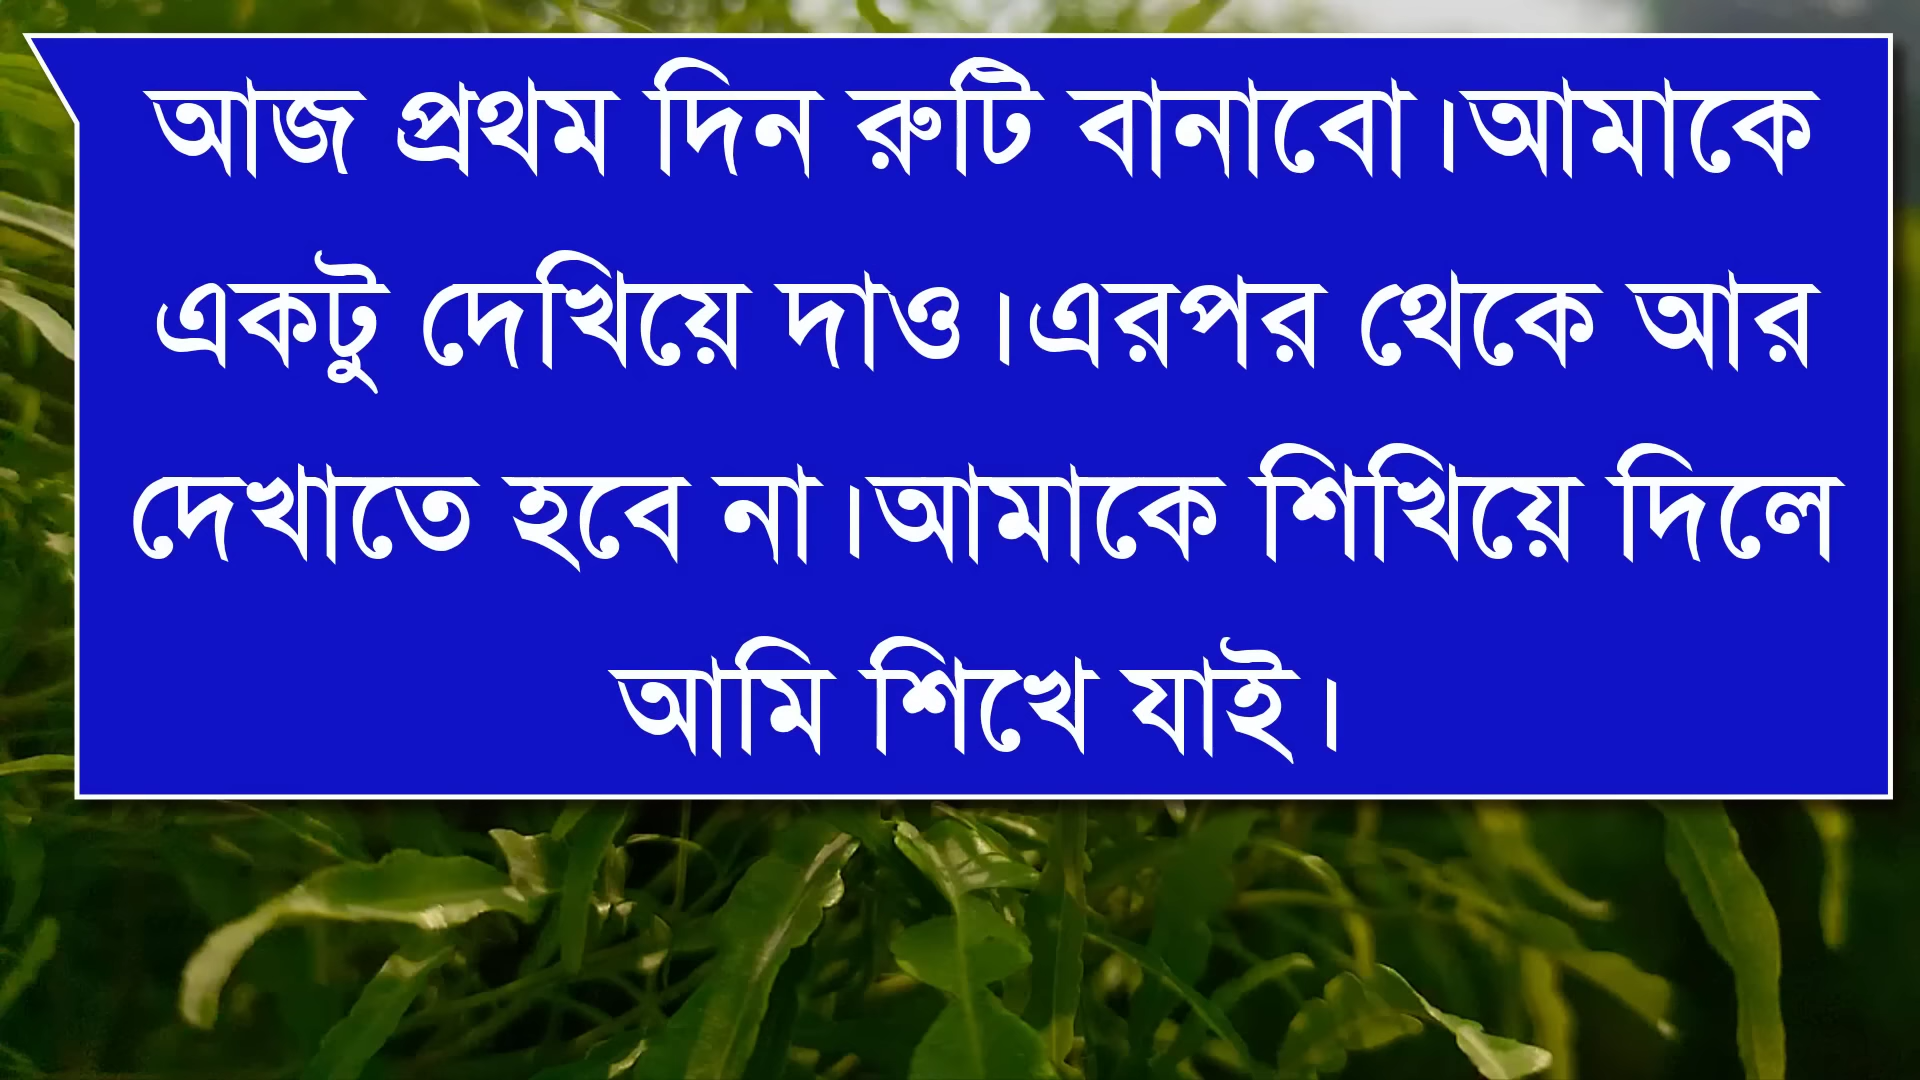 আজ প্রথম দিন রুটি বানাবো।আমাকে
একটু দেখিয়ে দাও।এরপর থেকে আর
দেখাতে হবে না।আমাকে শিখিয়ে দিলে
আমি শিখে যাই।